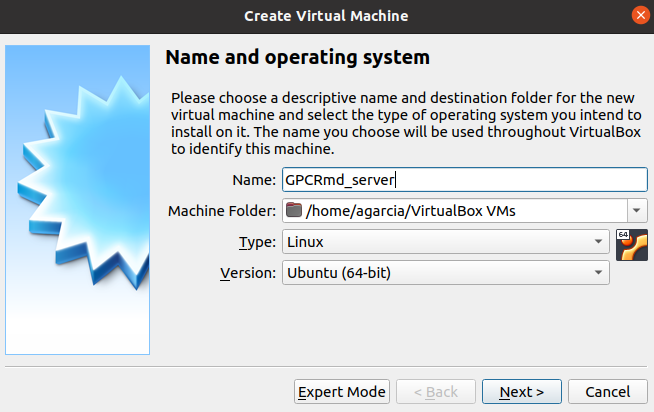 Create Virtual Machine
Name and operating system
Please choose a descriptive name and destination folder for the new
virtual machine and select the type of operating system you intend to
install on it. The name you choose will be used throughout VirtualBox
to identify this machine.
Name: GPCRmd_server
Machine Folder: /home/agarcia/VirtualBox VMs
Type: Linux
64
Version: Ubuntu (64-bit)
Expert Mode < Back Next > Cancel